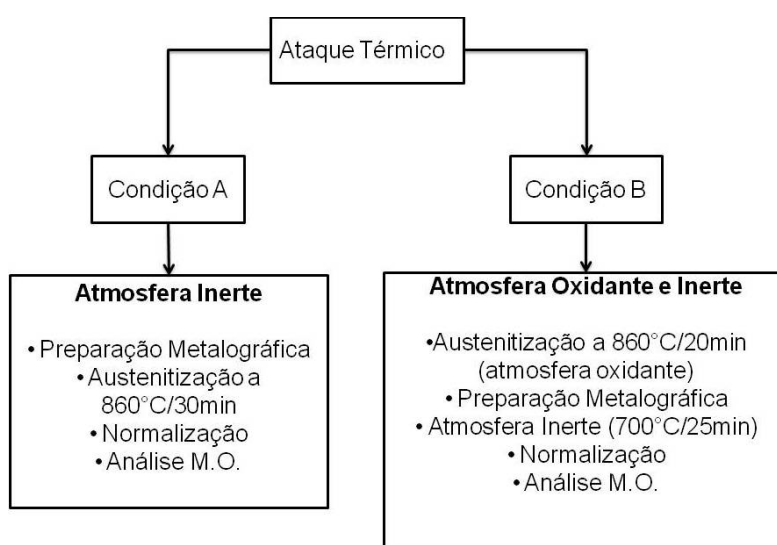 Ataque Térmico
Condição A
Condição B
Atmosfera Inerte
• Preparação Metalográfica
• Austenitização a
860°C/30min
• Normalização
• Análise M.O.
Atmosfera Oxidante e Inerte
•Austenitização a 860°C/20min
(atmosfera oxidante)
• Preparação Metalográfica
• Atmosfera Inerte (700°C/25min)
• Normalização
• Análise M.O.